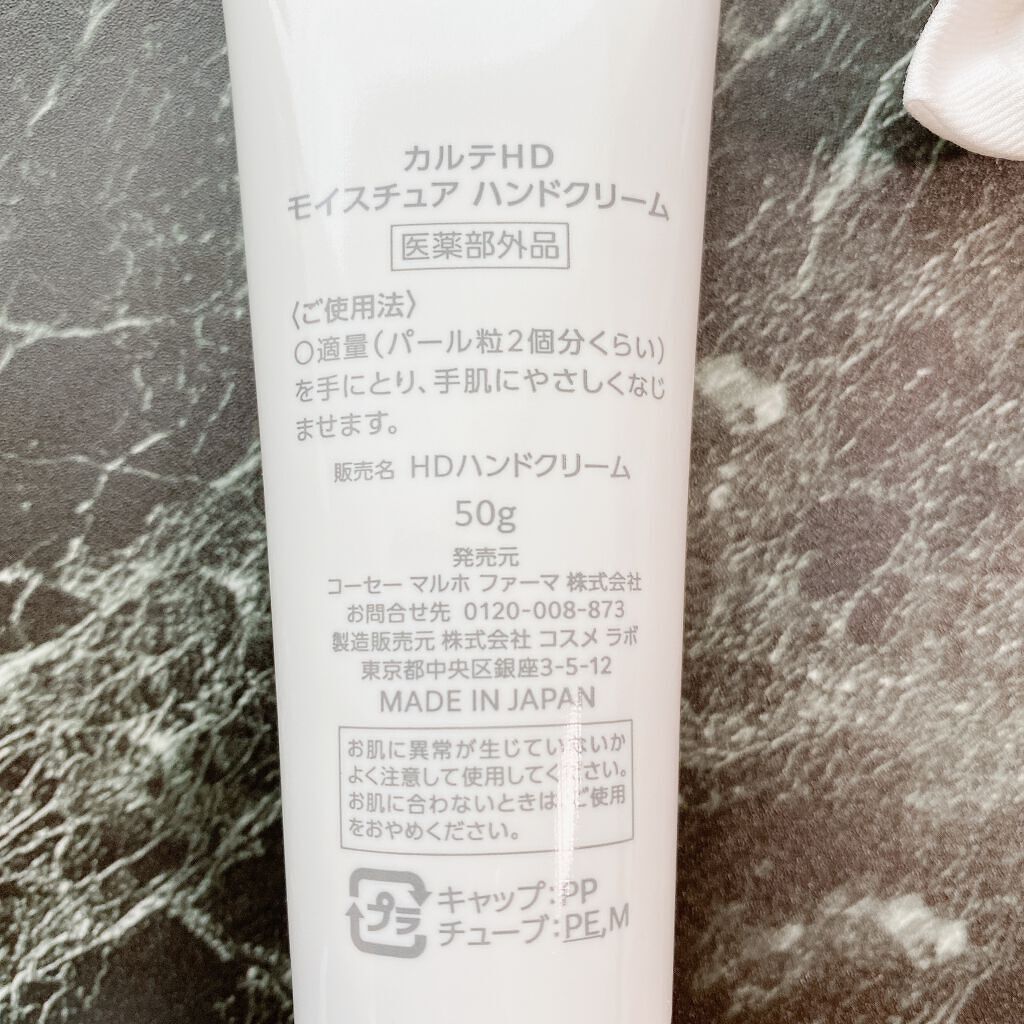 カルテHD
モイスチュア ハンドクリーム
医薬部外品
〈ご使用法〉
○適量(パール粒2個分くらい)
を手にとり、手肌にやさしくなじ
ませます。
販売名 HDハンドクリーム
50g
発売元
コーセー マルホ ファーマ 株式会社
お問合せ先 0120-008-873
製造販売元 株式会社 コスメ ラボ
東京都中央区銀座3-5-12
MADE IN JAPAN
お肌に異常が生じていないか
よく注意して使用してください。
お肌に合わないときは、ご使用
をおやめください。
プラ
キャップ:PP
チューブ:PE,M